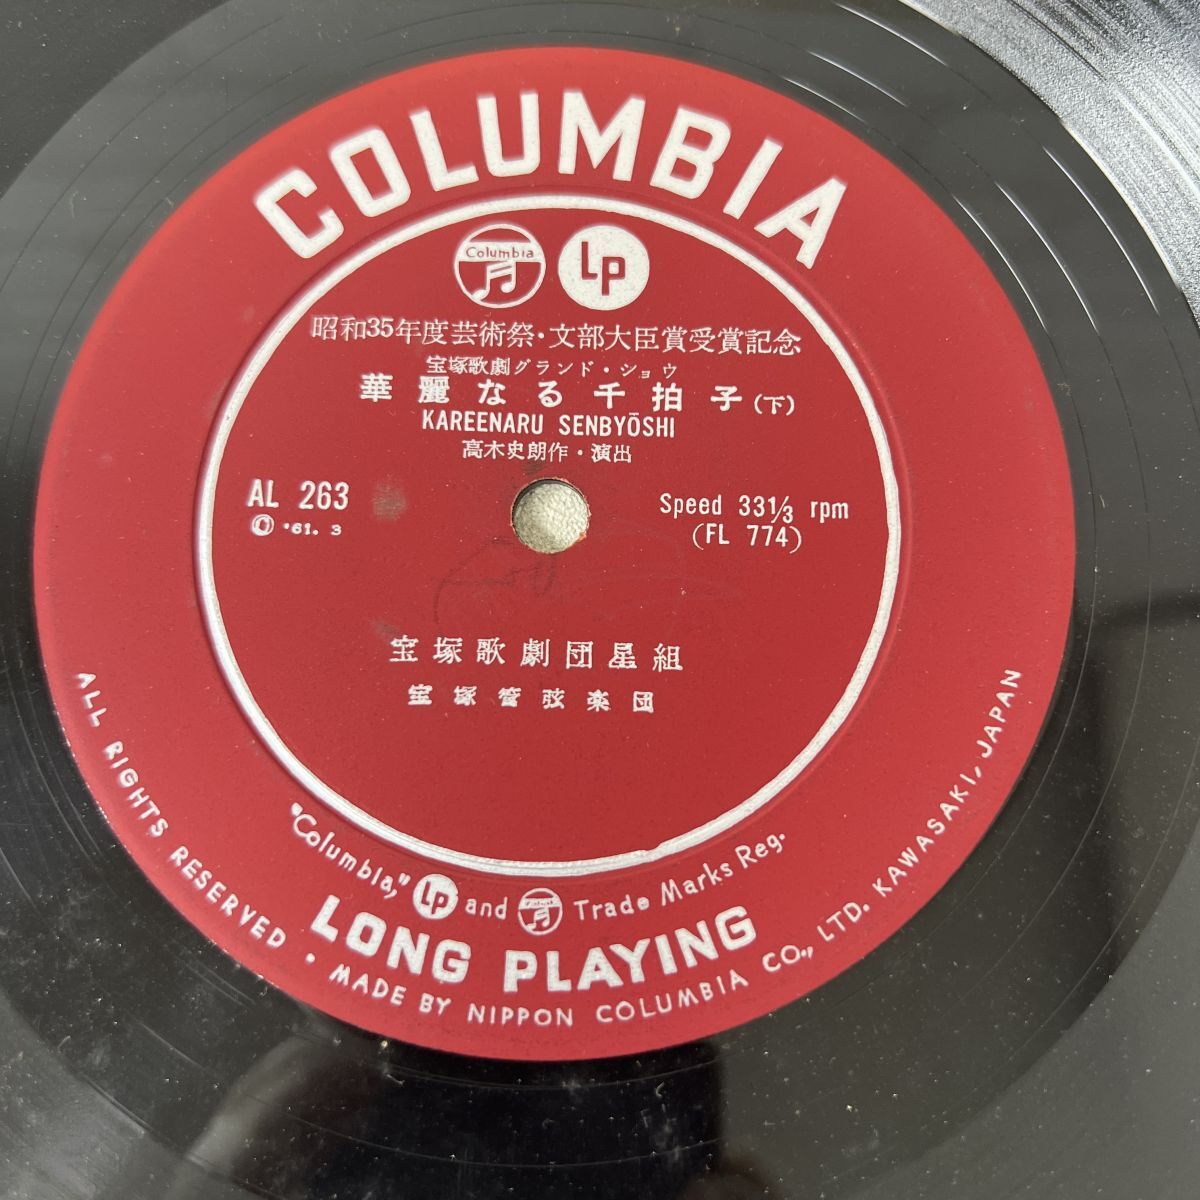 COLUMBIA
Columbia LP
昭和35年度芸術祭・文部大臣賞受賞記念
宝塚歌劇グランド・ショウ
華麗なる千拍子(下)
KAREENARU SENBYŌSHI
高木史朗作・演出
AL 263
Ⓒ '61. 3
Speed 33 1/3 rpm
(FL 774)
宝塚歌劇団星組
宝塚管弦楽団
"Columbia," LP and Trade Marks Reg.
LONG PLAYING
ALL RIGHTS RESERVED • MADE BY NIPPON COLUMBIA CO., LTD. KAWASAKI, JAPAN